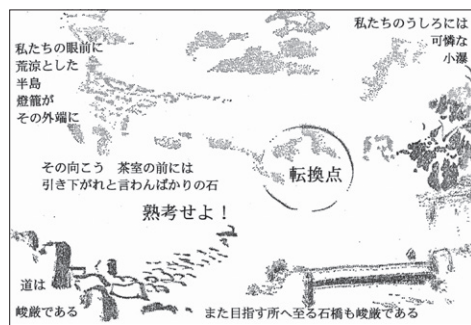 私たちの眼前に
荒涼とした
半島
燈籠が
その外端に
私たちのうしろには
可憐な
小瀑
その向こう　茶室の前には
引き下がれと言わんばかりの石
転換点
熟考せよ！
道は
峻厳である
また目指す所へ至る石橋も峻厳である